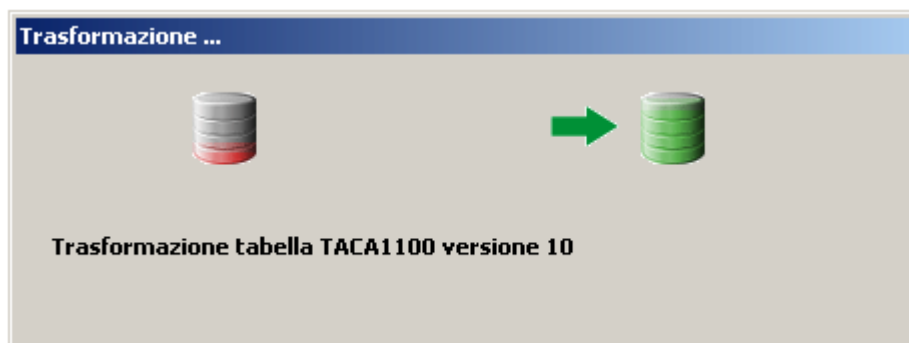 Trasformazione ...
Trasformazione tabella TACA1100 versione 10